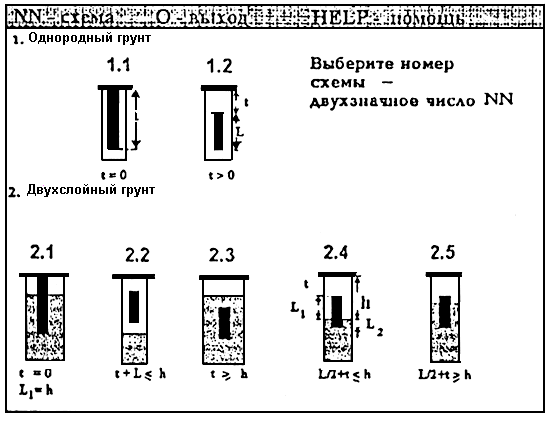 NN - схема О - выход HELP - помощь
1. Однородный грунт
1.1 1.2
Выберите номер
схемы –
двухзначное число NN
t
L L
t = 0 t > 0
2. Двухслойный грунт
2.1 2.2 2.3 2.4 2.5
t h
L1 L2
t = 0 t + L ≤ h t ≥ h L/2+t ≤ h L/2+t ≥ h
L1 = h